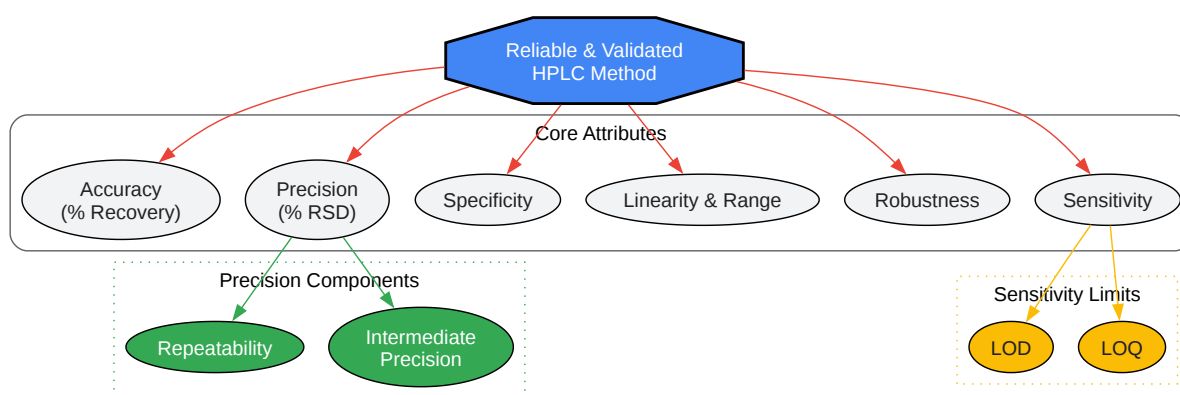 Reliable & Validated
HPLC Method
Core Attributes
Accuracy
(% Recovery)
Precision
(% RSD)
Specificity
Linearity & Range
Robustness
Sensitivity
Precision Components
Repeatability
Intermediate
Precision
Sensitivity Limits
LOD
LOQ